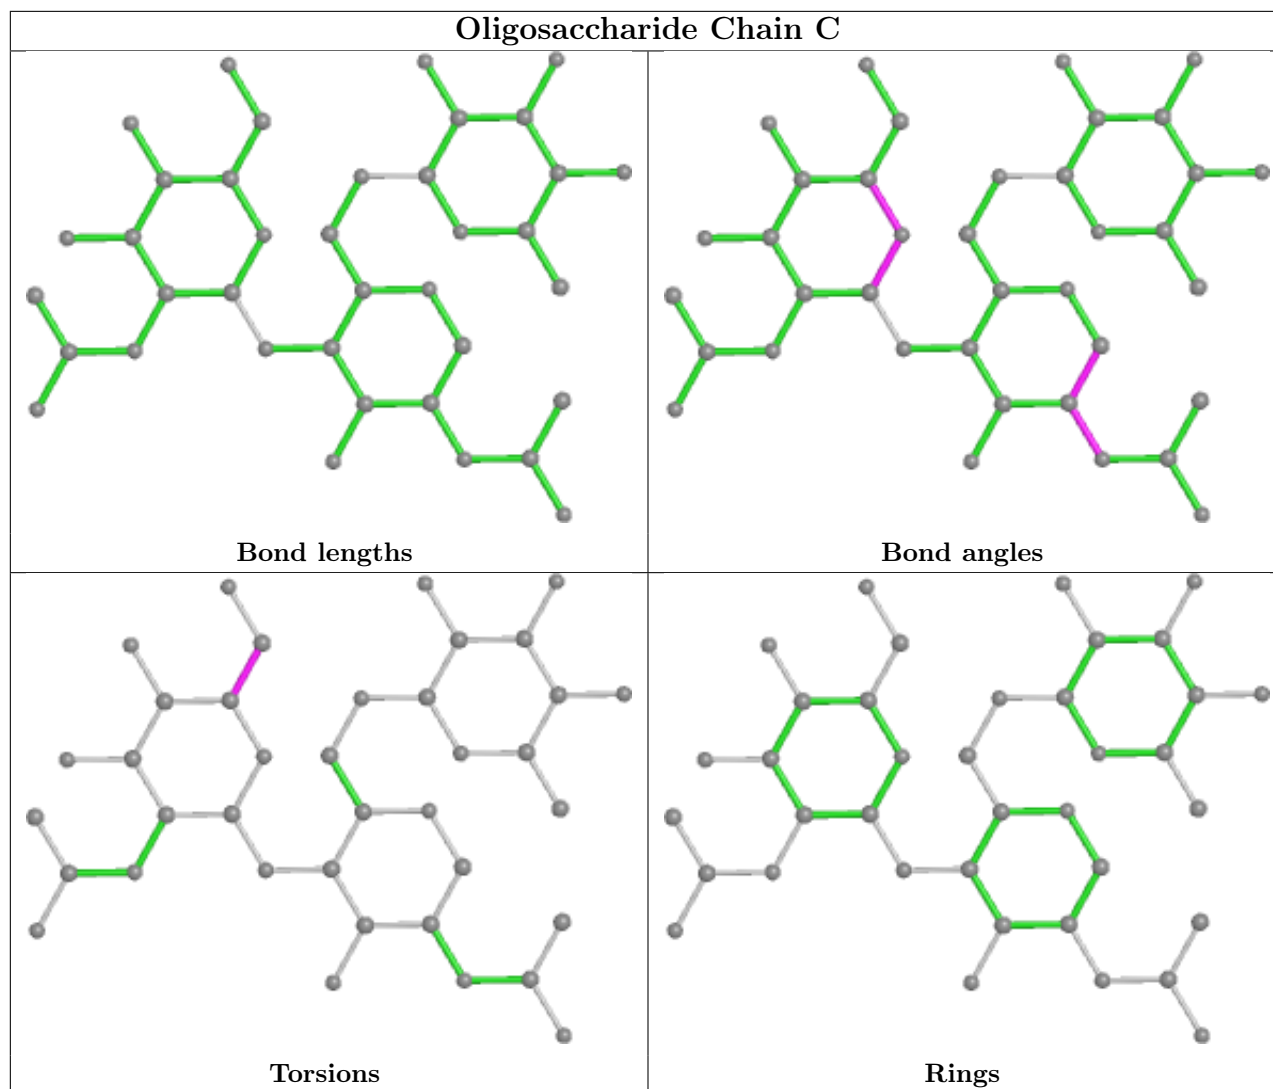 Oligosaccharide Chain C
Bond lengths
Bond angles
Torsions
Rings